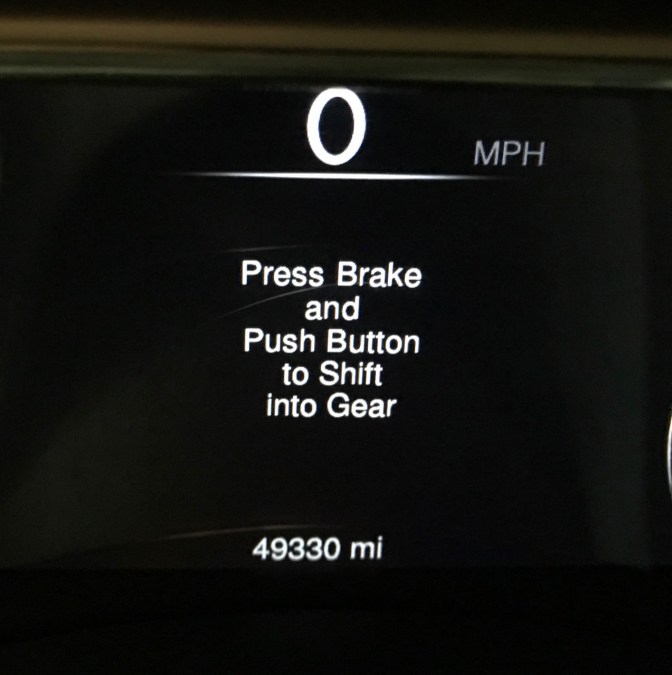 0
MPH
Press Brake
and
Push Button
to Shift
into Gear
49330 mi